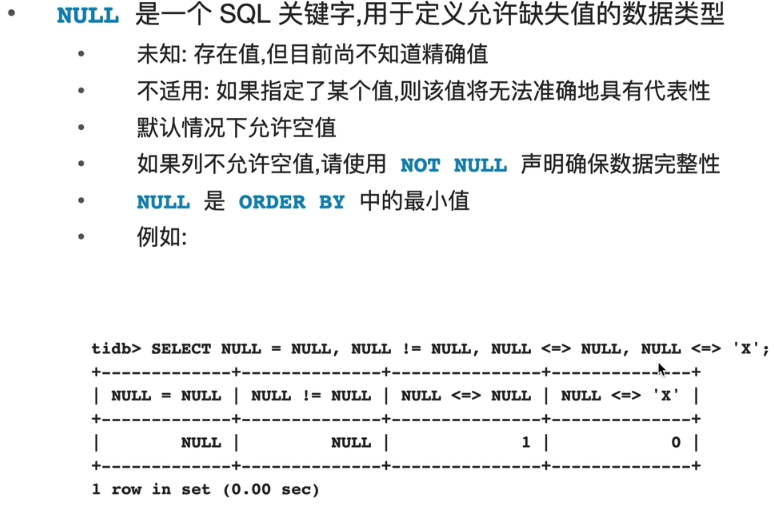 • NULL 是一个 SQL 关键字,用于定义允许缺失值的数据类型
• 未知: 存在值,但目前尚不知道精确值
• 不适用: 如果指定了某个值,则该值将无法准确地具有代表性
• 默认情况下允许空值
• 如果列不允许空值,请使用 NOT NULL 声明确保数据完整性
• NULL 是 ORDER BY 中的最小值
• 例如:
tidb> SELECT NULL = NULL, NULL != NULL, NULL <=> NULL, NULL <=> 'X';
+-------------+--------------+---------------+--------------+
| NULL = NULL | NULL != NULL | NULL <=> NULL | NULL <=> 'X' |
+-------------+--------------+---------------+--------------+
|        NULL |         NULL |             1 |            0 |
+-------------+--------------+---------------+--------------+
1 row in set (0.00 sec)